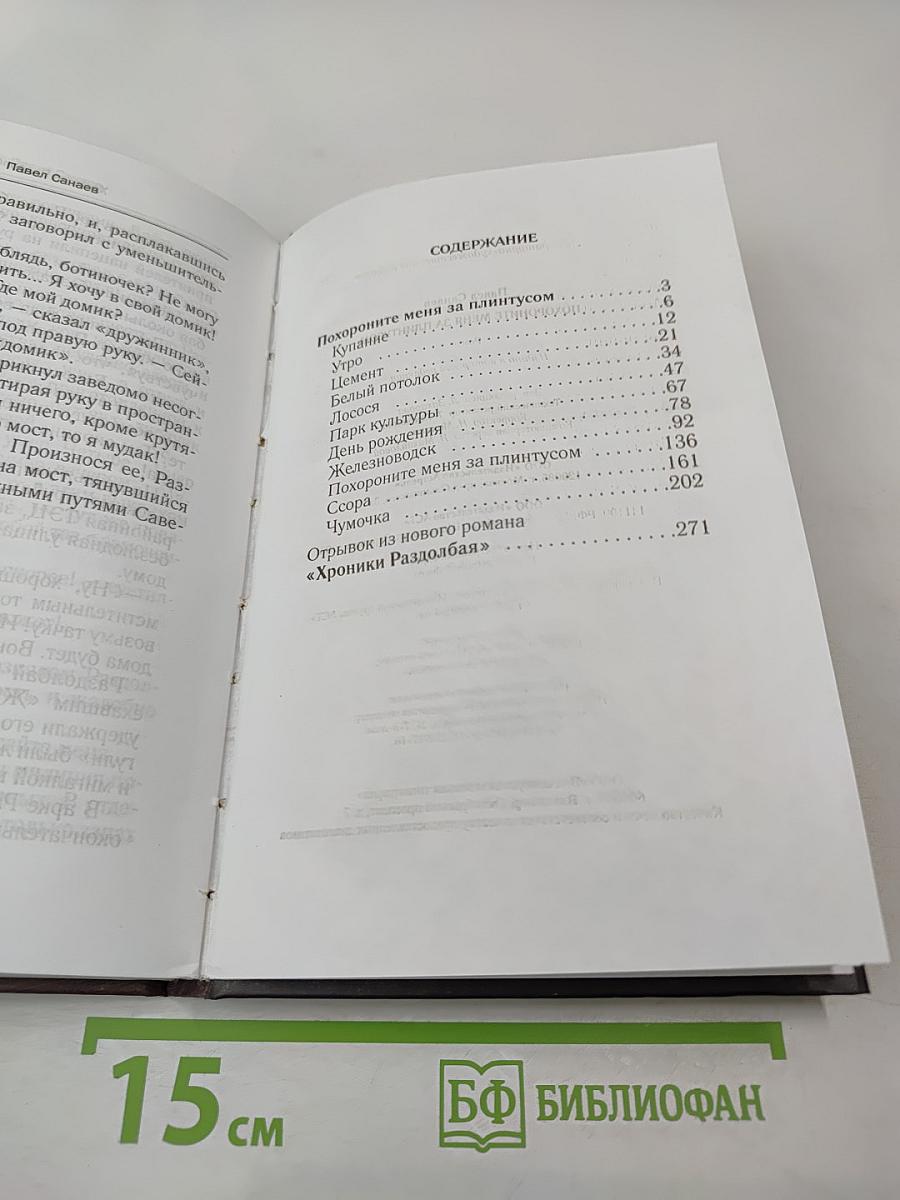 Павел Санаев
равильно, и, расплакавшись
заговорил с уменьшитель-
блядь, ботиночек? Не могу
ить... Я хочу в свой домик!
де мой домик?
— сказал «дружинник»,
под правую руку. — Сей-
домик».
рикнул заведомо несог-
тирая руку в простран-
ничего, кроме крутя-
мост, то я мудак!
Произнося ее, Раз-
на мост, тянувшийся
ными путями Саве-
СОДЕРЖАНИЕ
Похороните меня за плинтусом . . . . . . . . . . .3
Купание . . . . . . . . . . . . . . . . . . . . . . . . . . . . .6
Утро . . . . . . . . . . . . . . . . . . . . . . . . . . . . . . .12
Цемент . . . . . . . . . . . . . . . . . . . . . . . . . . . . .21
Белый потолок . . . . . . . . . . . . . . . . . . . . . . .34
Лосося . . . . . . . . . . . . . . . . . . . . . . . . . . . . .47
Парк культуры . . . . . . . . . . . . . . . . . . . . . . .67
День рождения . . . . . . . . . . . . . . . . . . . . . . .78
Железноводск . . . . . . . . . . . . . . . . . . . . . . . .92
Похороните меня за плинтусом . . . . . . . . . .136
Ссора . . . . . . . . . . . . . . . . . . . . . . . . . . . . .161
Чумочка . . . . . . . . . . . . . . . . . . . . . . . . . . .202
Отрывок из нового романа
«Хроники Раздолбая» . . . . . . . . . . . . . . . . .271
15 см
БФ БИБЛИОФАН